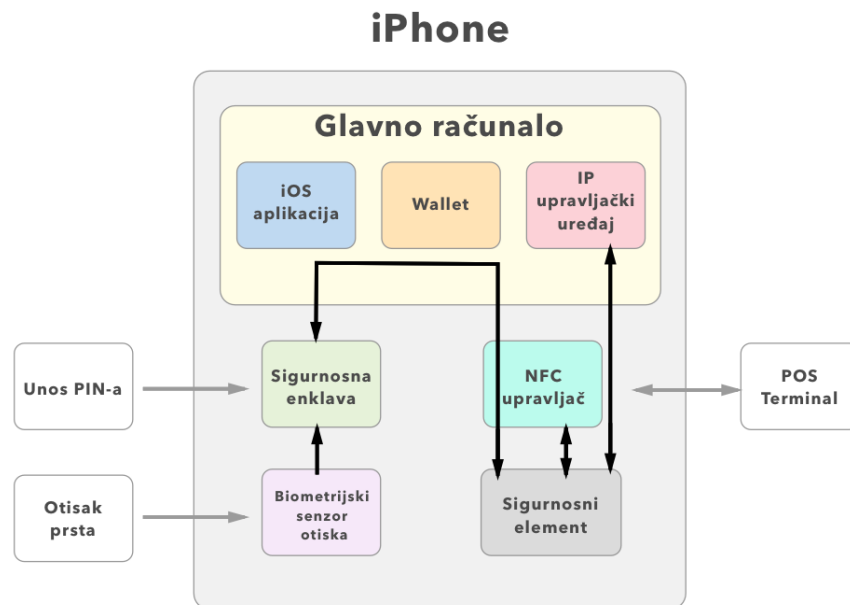 iPhone
Glavno računalo
iOS
aplikacija
Wallet
IP
upravljački
uređaj
Unos PIN-a
Sigurnosna
enklava
NFC
upravljač
POS
Terminal
Otisak
prsta
Biometrijski
senzor
otiska
Sigurnosni
element